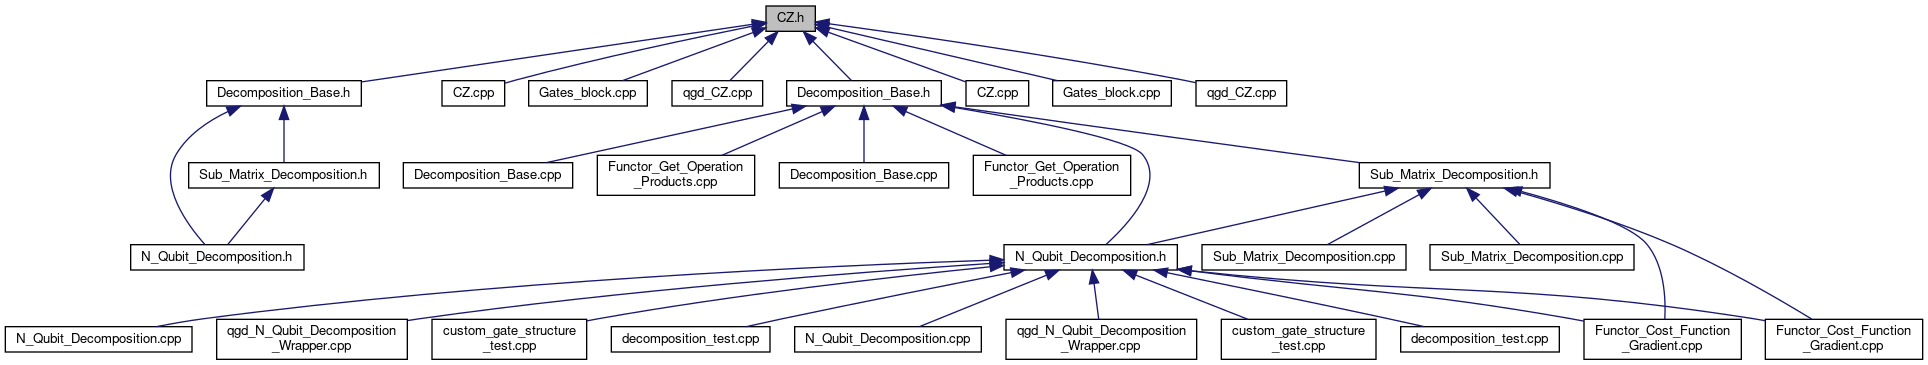 CZ.h
Decomposition_Base.h
CZ.cpp
Gates_block.cpp
qgd_CZ.cpp
Decomposition_Base.h
CZ.cpp
Gates_block.cpp
qgd_CZ.cpp
Sub_Matrix_Decomposition.h
Decomposition_Base.cpp
Functor_Get_Operation
_Products.cpp
Decomposition_Base.cpp
Functor_Get_Operation
_Products.cpp
Sub_Matrix_Decomposition.h
N_Qubit_Decomposition.h
N_Qubit_Decomposition.h
Sub_Matrix_Decomposition.cpp
Sub_Matrix_Decomposition.cpp
N_Qubit_Decomposition.cpp
qgd_N_Qubit_Decomposition
_Wrapper.cpp
custom_gate_structure
_test.cpp
decomposition_test.cpp
N_Qubit_Decomposition.cpp
qgd_N_Qubit_Decomposition
_Wrapper.cpp
custom_gate_structure
_test.cpp
decomposition_test.cpp
Functor_Cost_Function
_Gradient.cpp
Functor_Cost_Function
_Gradient.cpp